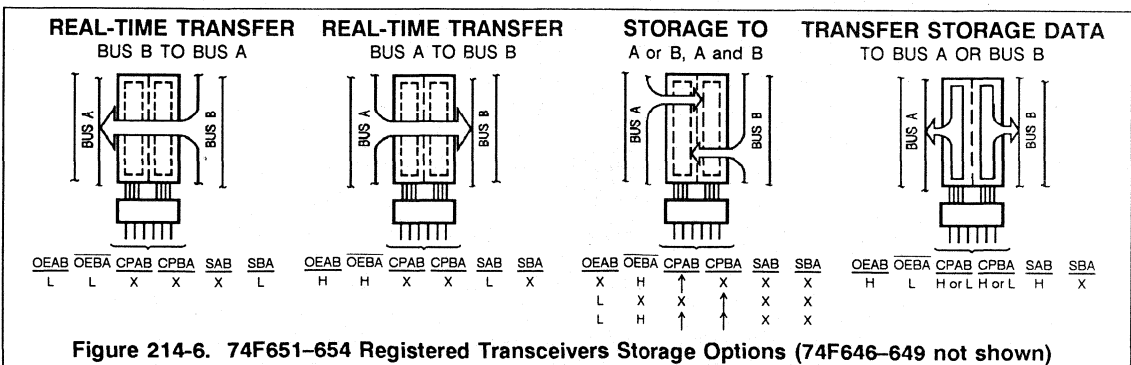 REAL-TIME TRANSFER
BUS B TO BUS A
BUS A
BUS B
OEAB OEBA CPAB CPBA SAB SBA
L L X X X L
REAL-TIME TRANSFER
BUS A TO BUS B
BUS A
BUS B
OEAB OEBA CPAB CPBA SAB SBA
H H X X L X
STORAGE TO
A or B, A and B
BUS A
BUS B
OEAB OEBA CPAB CPBA SAB SBA
X H ↑ X X X
L X X ↑ X X
L H ↑ ↑ X X
TRANSFER STORAGE DATA
TO BUS A OR BUS B
BUS A
BUS B
OEAB OEBA CPAB CPBA SAB SBA
H L H or L H or L H X
Figure 214-6. 74F651–654 Registered Transceivers Storage Options (74F646–649 not shown)